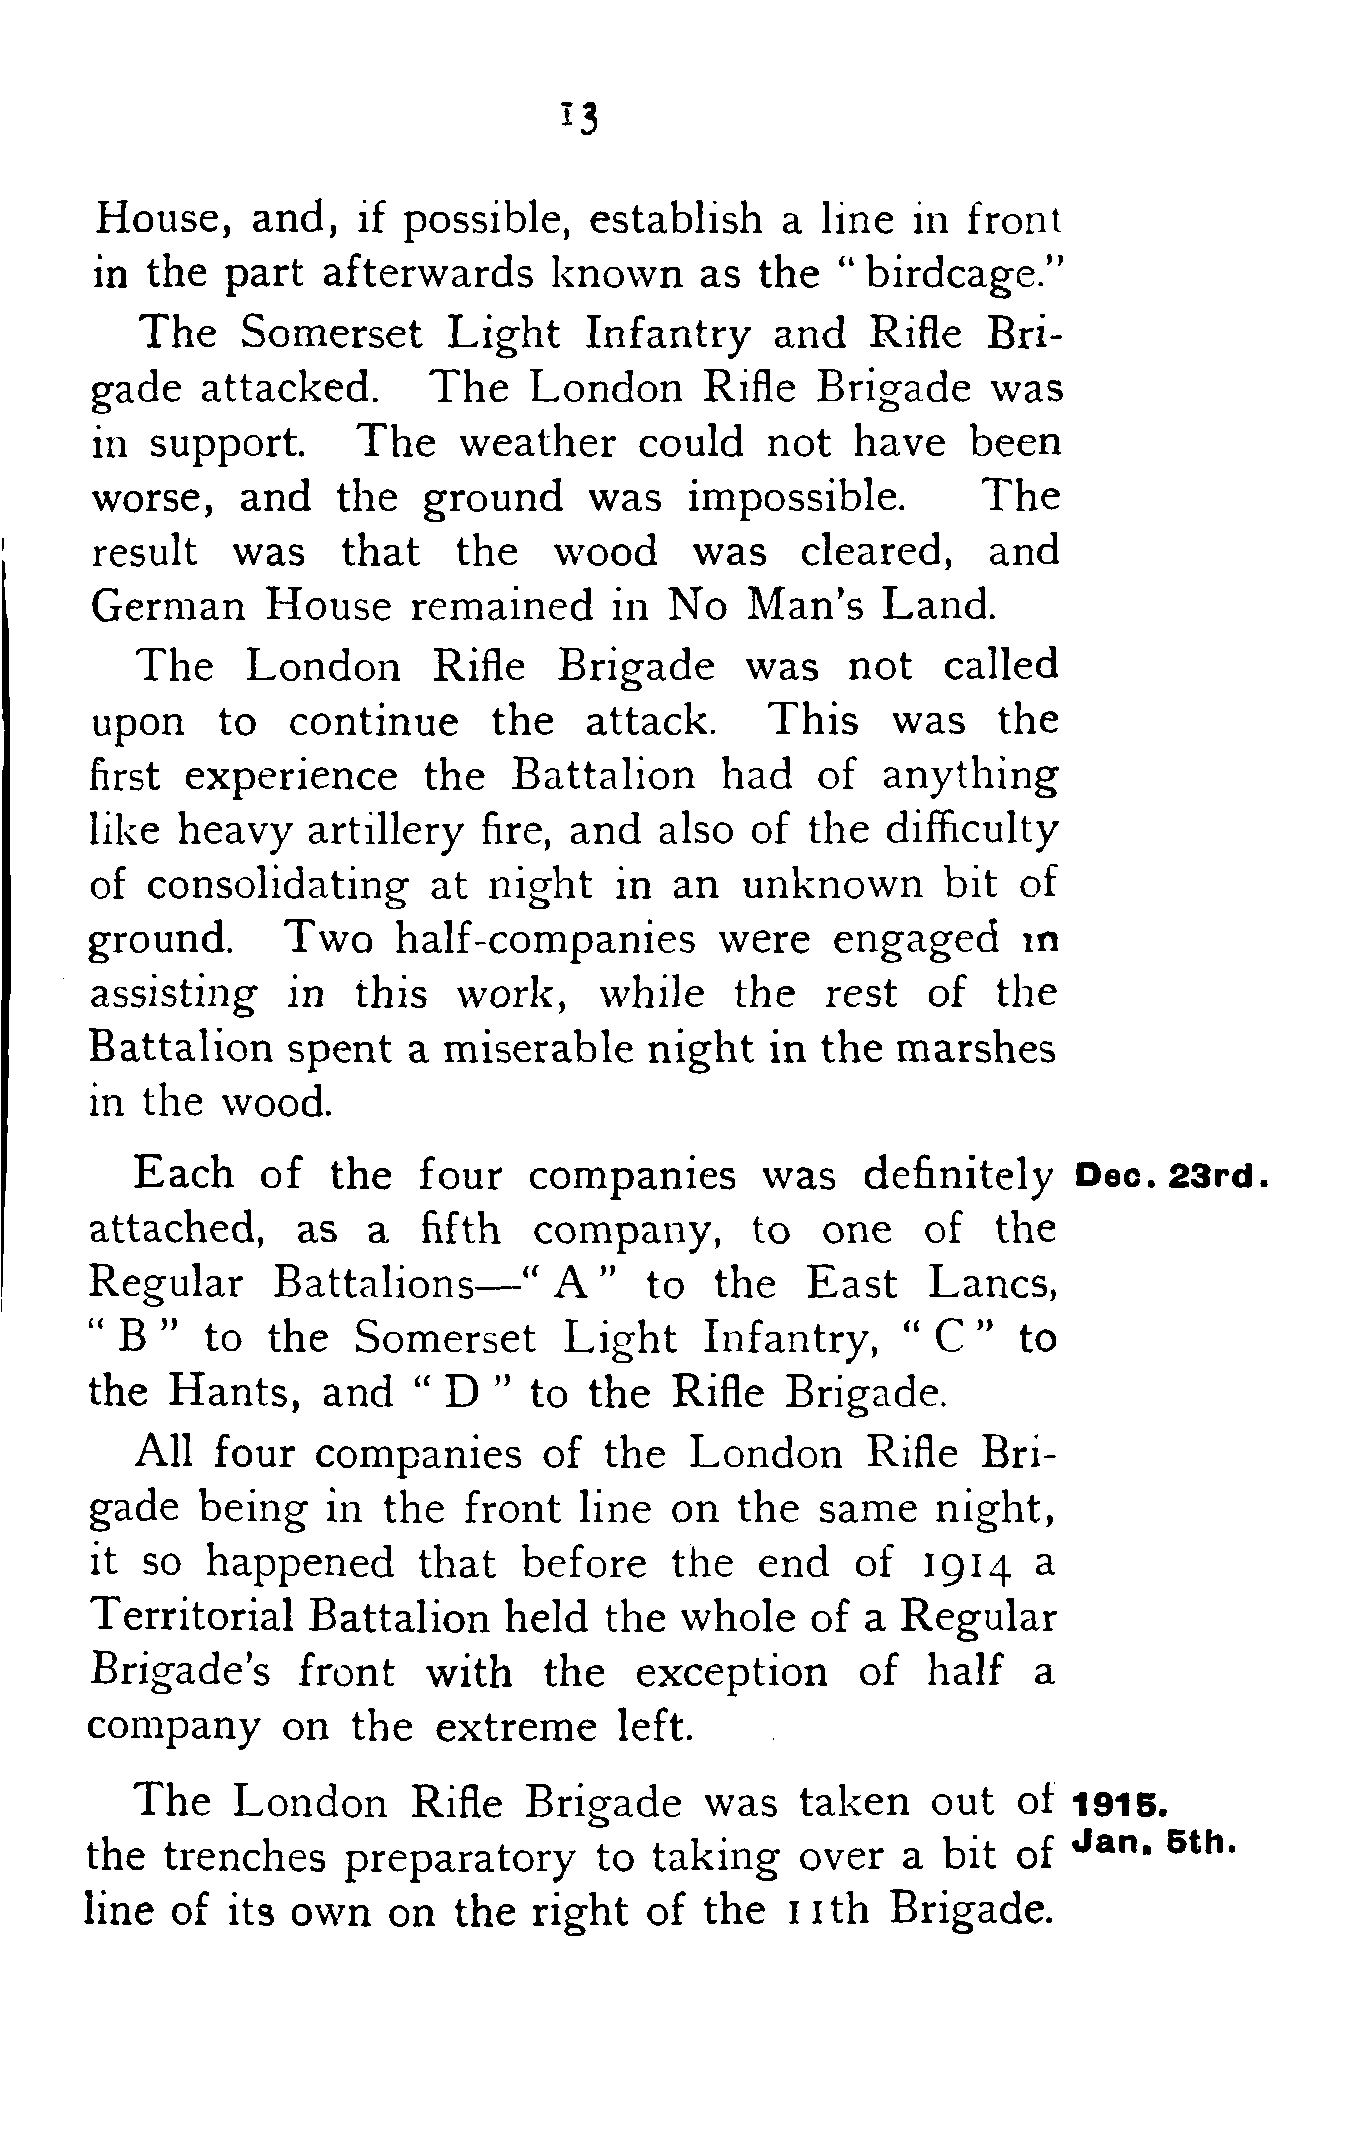 13
House, and, if possible, establish a line in front
in the part afterwards known as the " birdcage."
The Somerset Light Infantry and Rifle Bri-
gade attacked. The London Rifle Brigade was
in support. The weather could not have been
worse, and the ground was impossible. The
result was that the wood was cleared, and
German House remained in No Man's Land.
The London Rifle Brigade was not called
upon to continue the attack. This was the
first experience the Battalion had of anything
like heavy artillery fire, and also of the difficulty
of consolidating at night in an unknown bit of
ground. Two half-companies were engaged in
assisting in this work, while the rest of the
Battalion spent a miserable night in the marshes
in the wood.
Each of the four companies was definitely Dec. 23rd.
attached, as a fifth company, to one of the
Regular Battalions—" A " to the East Lancs,
" B " to the Somerset Light Infantry, " C " to
the Hants, and " D " to the Rifle Brigade.
All four companies of the London Rifle Bri-
gade being in the front line on the same night,
it so happened that before the end of 1914 a
Territorial Battalion held the whole of a Regular
Brigade's front with the exception of half a
company on the extreme left.
The London Rifle Brigade was taken out of 1915.
the trenches preparatory to taking over a bit of Jan. 5th.
line of its own on the right of the 11th Brigade.